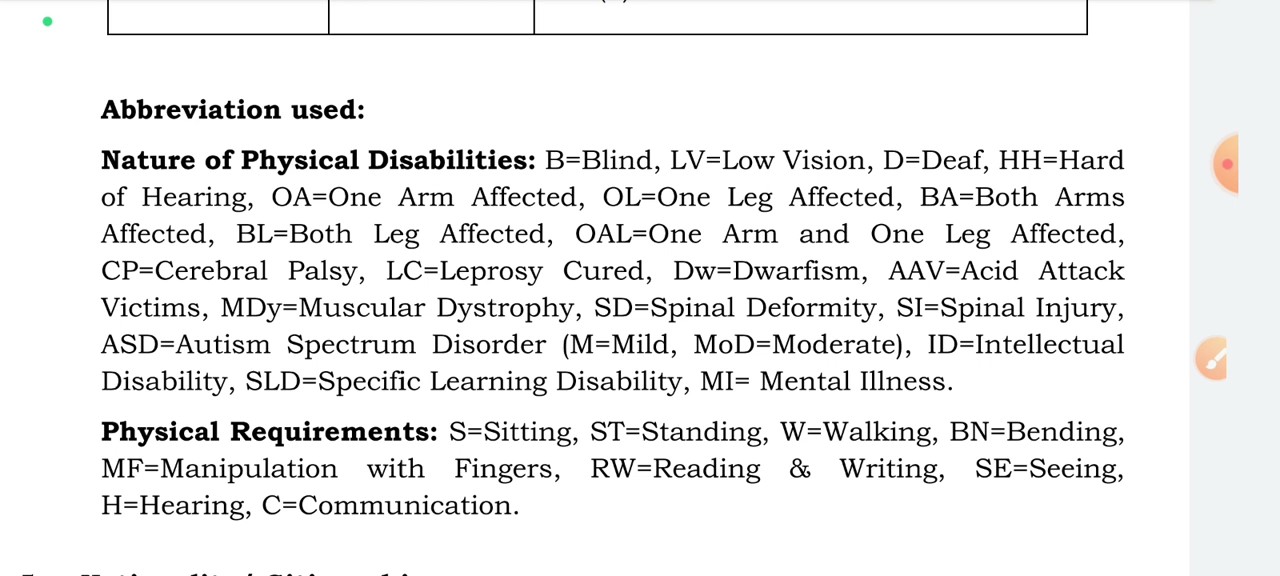 Abbreviation used:
Nature of Physical Disabilities: B=Blind, LV=Low Vision, D=Deaf, HH=Hard
of Hearing, OA=One Arm Affected, OL=One Leg Affected, BA=Both Arms
Affected, BL=Both Leg Affected, OAL=One Arm and One Leg Affected,
CP=Cerebral Palsy, LC=Leprosy Cured, Dw=Dwarfism, AAV=Acid Attack
Victims, MDy=Muscular Dystrophy, SD=Spinal Deformity, SI=Spinal Injury,
ASD=Autism Spectrum Disorder (M=Mild, MoD=Moderate), ID=Intellectual
Disability, SLD=Specific Learning Disability, MI= Mental Illness.
Physical Requirements: S=Sitting, ST=Standing, W=Walking, BN=Bending,
MF=Manipulation with Fingers, RW=Reading & Writing, SE=Seeing,
H=Hearing, C=Communication.